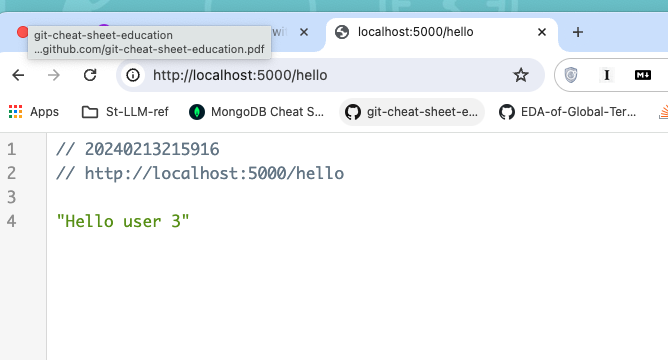 git-cheat-sheet-education
...github.com/git-cheat-sheet-education.pdf
wit
localhost:5000/hello
http://localhost:5000/hello
Apps
St-LLM-ref
MongoDB Cheat S...
git-cheat-sheet-e...
EDA-of-Global-Ter...
1 // 20240213215916
2 // http://localhost:5000/hello
3
4 "Hello user 3"